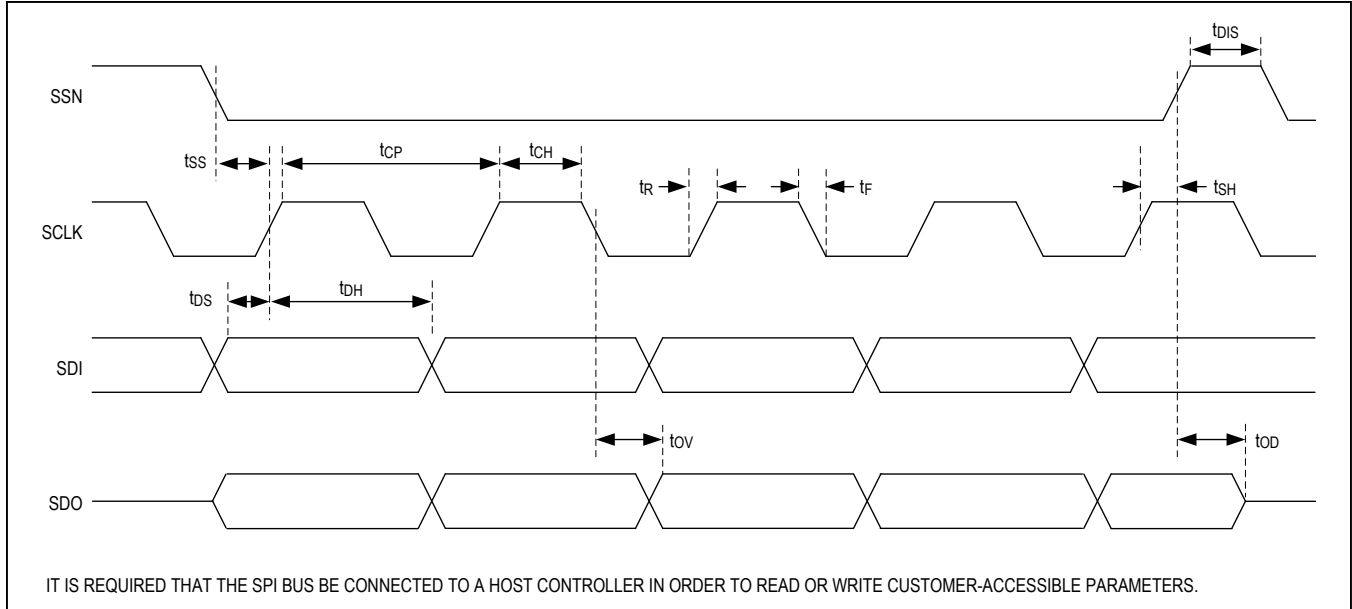 tDIS
SSN
tSS
tCP
tCH
tR
tF
tSH
SCLK
tDS
tDH
SDI
tOV
tOD
SDO
IT IS REQUIRED THAT THE SPI BUS BE CONNECTED TO A HOST CONTROLLER IN ORDER TO READ OR WRITE CUSTOMER-ACCESSIBLE PARAMETERS.